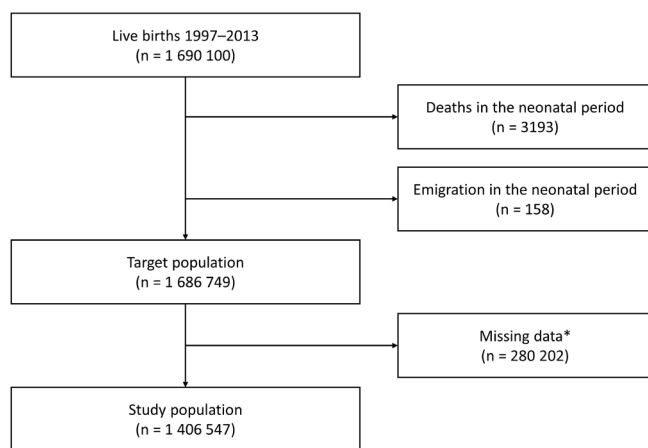 Live births 1997–2013
(n = 1 690 100)
Deaths in the neonatal period
(n = 3193)
Emigration in the neonatal period
(n = 158)
Target population
(n = 1 686 749)
Missing data*
(n = 280 202)
Study population
(n = 1 406 547)